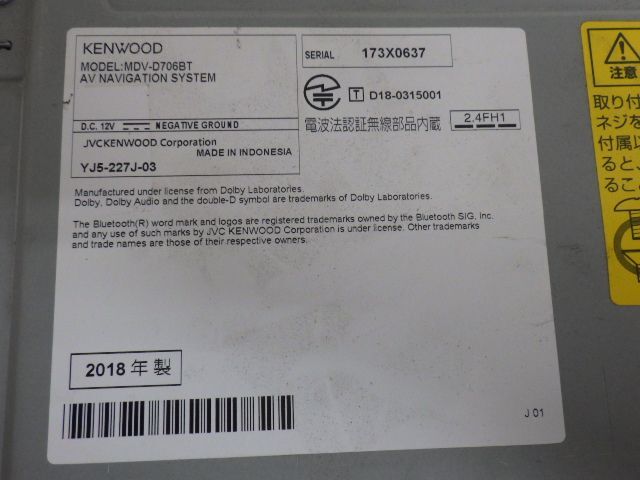 KENWOOD
MODEL:MDV-D706BT
AV NAVIGATION SYSTEM
SERIAL 173X0637
T D18-0315001
電波法認証無線部品内蔵 2.4FH1
D.C. 12V NEGATIVE GROUND
JVCKENWOOD Corporation
MADE IN INDONESIA
YJ5-227J-03
Manufactured under license from Dolby Laboratories.
Dolby, Dolby Audio and the double-D symbol are trademarks of Dolby Laboratories.
The Bluetooth(R) word mark and logos are registered trademarks owned by the Bluetooth SIG, Inc.
and any use of such marks by JVC KENWOOD Corporation is under license. Other trademarks
and trade names are those of their respective owners.
2018 年 製
J 01
注意
取り付
ネジを
付属以
ると、
るこ